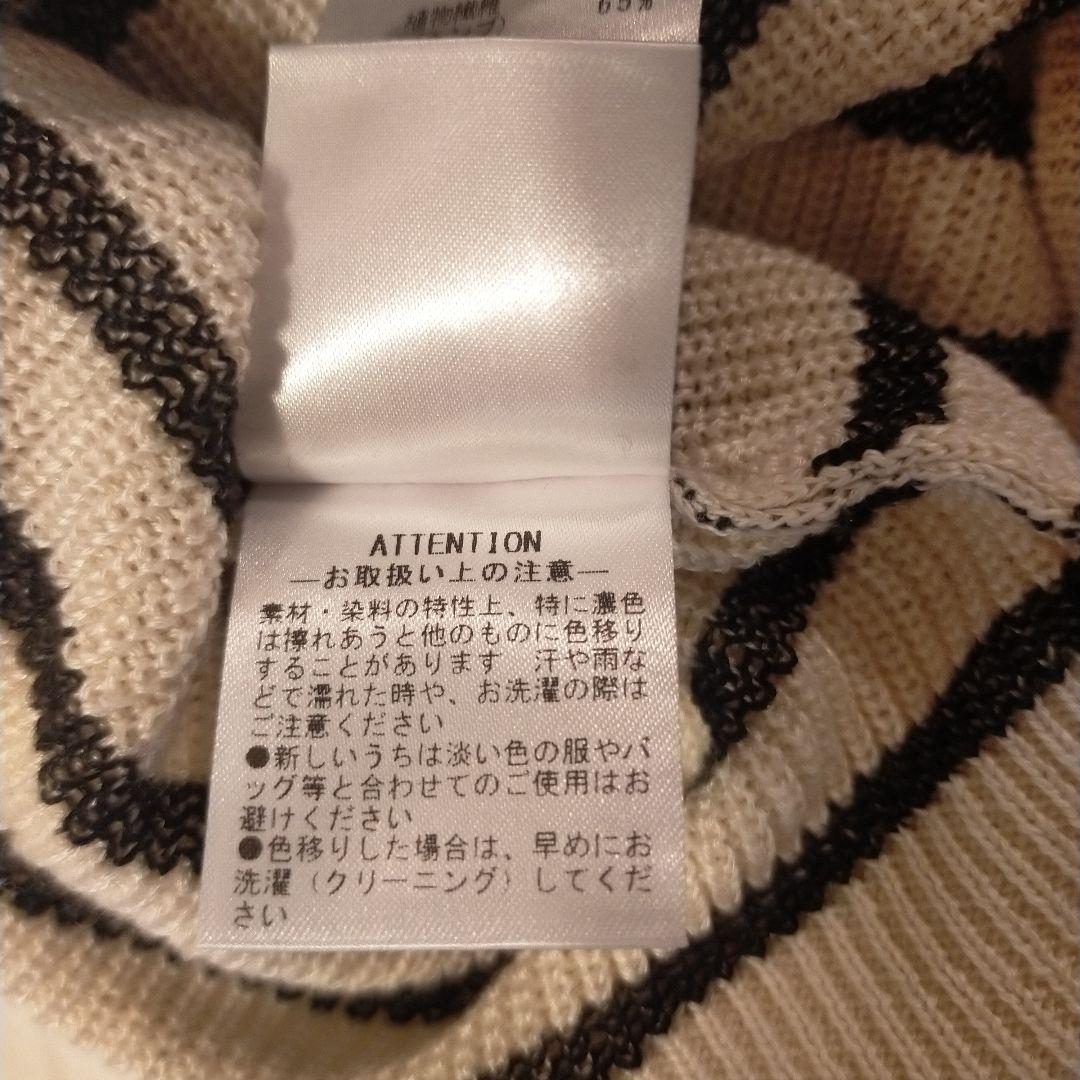 65%
ATTENTION
—お取扱い上の注意—
素材・染料の特性上、特に濃色
は擦れあうと他のものに色移り
することがあります 汗や雨な
どで濡れた時や、お洗濯の際は
ご注意ください
●新しいうちは淡い色の服やバ
ッグ等と合わせてのご使用はお
避けください
●色移りした場合は、早めにお
洗濯(クリーニング)してくだ
さい